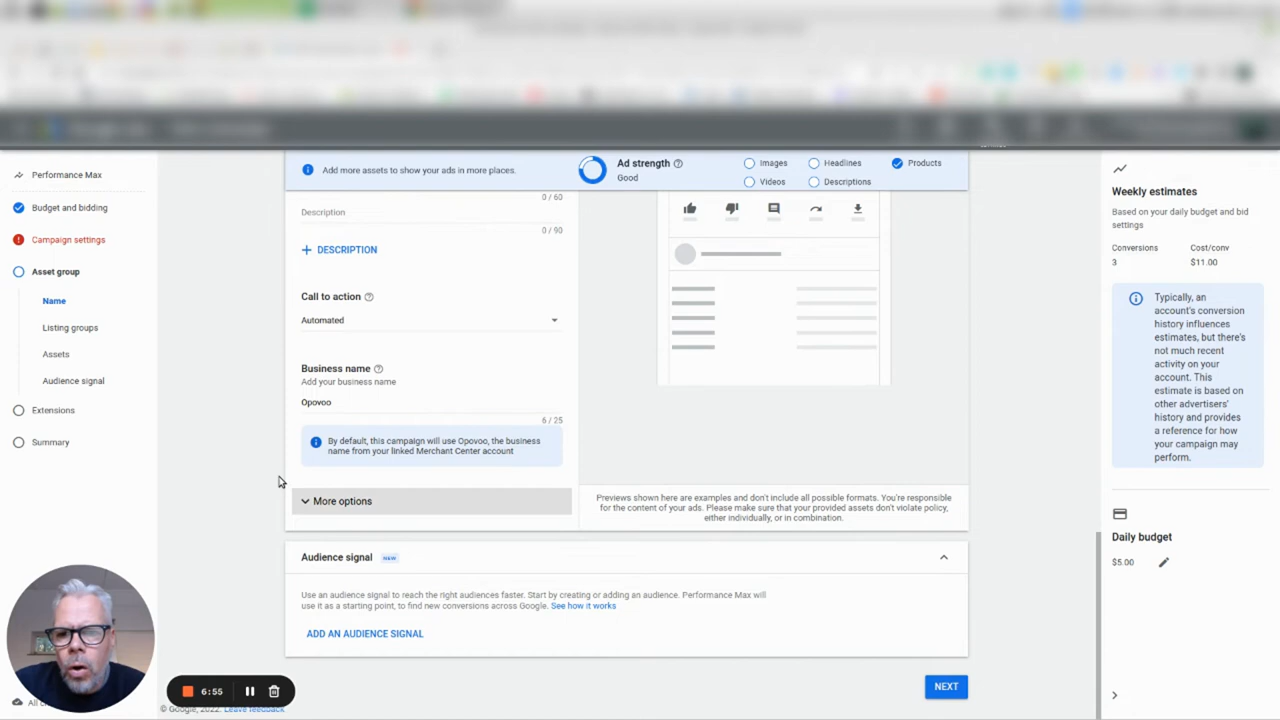 Performance Max
Budget and bidding
Campaign settings
Asset group
Name
Listing groups
Assets
Audience signal
Extensions
Summary
Add more assets to show your ads in more places.
Ad strength
Good
Images
Headlines
Products
Videos
Descriptions
0 / 60
Description
0 / 90
DESCRIPTION
Call to action
Automated
Business name
Add your business name
Opovoo
6 / 25
By default, this campaign will use Opovoo, the business
name from your linked Merchant Center account
More options
Previews shown here are examples and don't include all possible formats. You're responsible
for the content of your ads. Please make sure that your provided assets don't violate policy,
either individually, or in combination.
Audience signal NEW
Use an audience signal to reach the right audiences faster. Start by creating or adding an audience. Performance Max will
use it as a starting point, to find new conversions across Google. See how it works
ADD AN AUDIENCE SIGNAL
NEXT
Weekly estimates
Based on your daily budget and bid
settings
Conversions Cost/conv
3 $11.00
Typically, an
account's conversion
history influences
estimates, but there's
not much recent
activity on your
account. This
estimate is based on
other advertisers'
history and provides
a reference for how
your campaign may
perform.
Daily budget
$5.00
6:55
© Google, 2022. Leave feedback